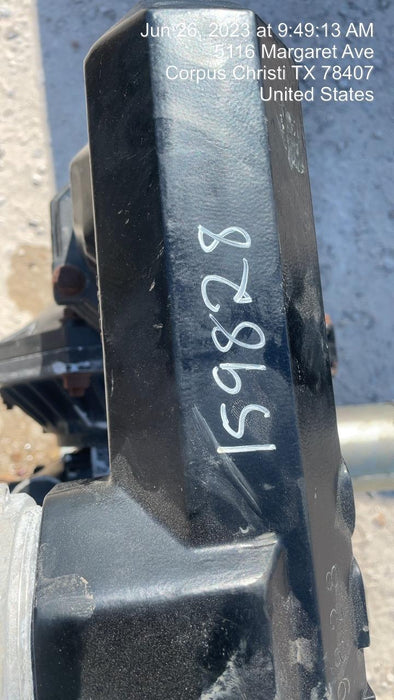 Jun 26, 2023 at 9:49:13 AM
5116 Margaret Ave
Corpus Christi TX 78407
United States
159828